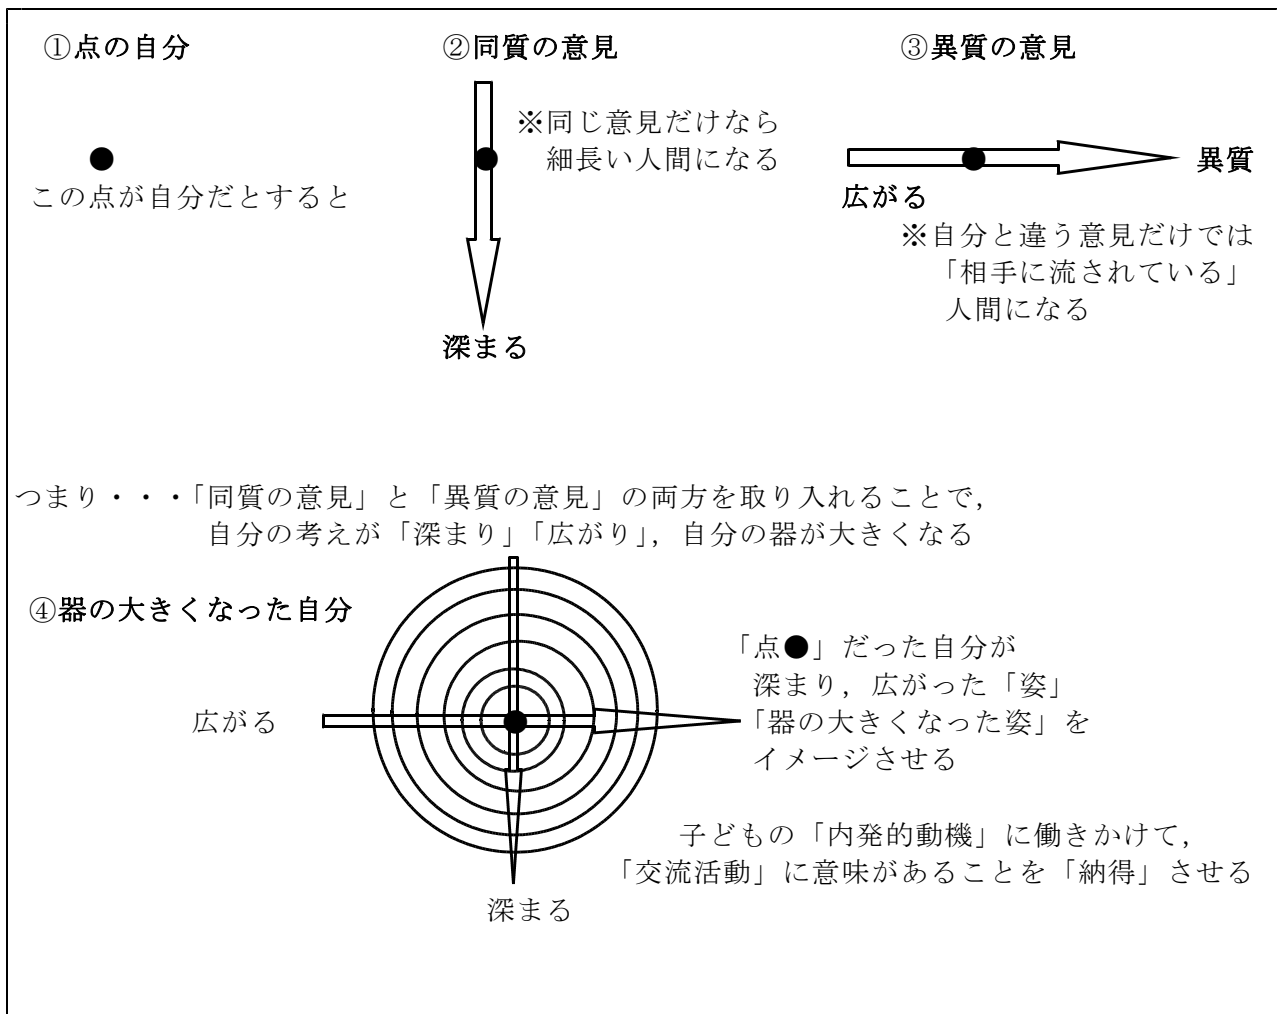 ①点の自分
この点が自分だとすると
②同質の意見
※同じ意見だけなら
細長い人間になる
深まる
③異質の意見
異質
広がる
※自分と違う意見だけでは
「相手に流されている」
人間になる
つまり・・・「同質の意見」と「異質の意見」の両方を取り入れることで，
自分の考えが「深まり」「広がり」，自分の器が大きくなる
④器の大きくなった自分
広がる
「点●」だった自分が
深まり，広がった「姿」
「器の大きくなった姿」を
イメージさせる
子どもの「内発的動機」に働きかけて，
「交流活動」に意味があることを「納得」させる
深まる